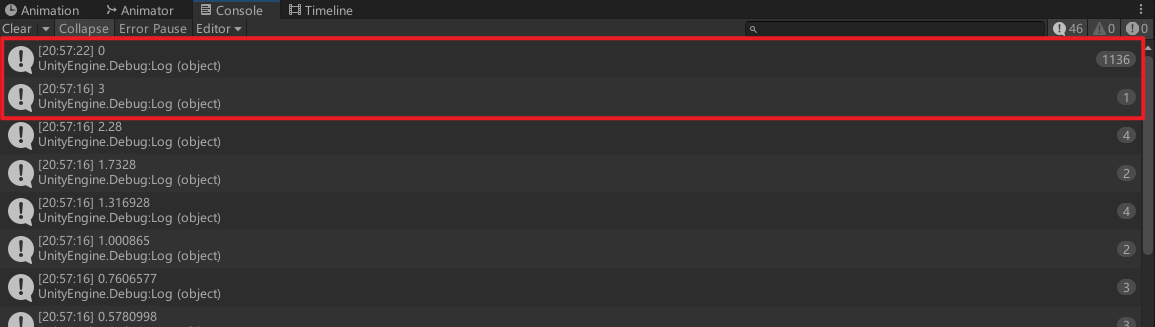 Animation Animator Console Timeline
Clear Collapse Error Pause Editor 46 0 0
[20:57:22] 0
UnityEngine.Debug:Log (object)
1136
[20:57:16] 3
UnityEngine.Debug:Log (object)
1
[20:57:16] 2.28
UnityEngine.Debug:Log (object)
4
[20:57:16] 1.7328
UnityEngine.Debug:Log (object)
2
[20:57:16] 1.316928
UnityEngine.Debug:Log (object)
4
[20:57:16] 1.000865
UnityEngine.Debug:Log (object)
2
[20:57:16] 0.7606577
UnityEngine.Debug:Log (object)
3
[20:57:16] 0.5780998
3